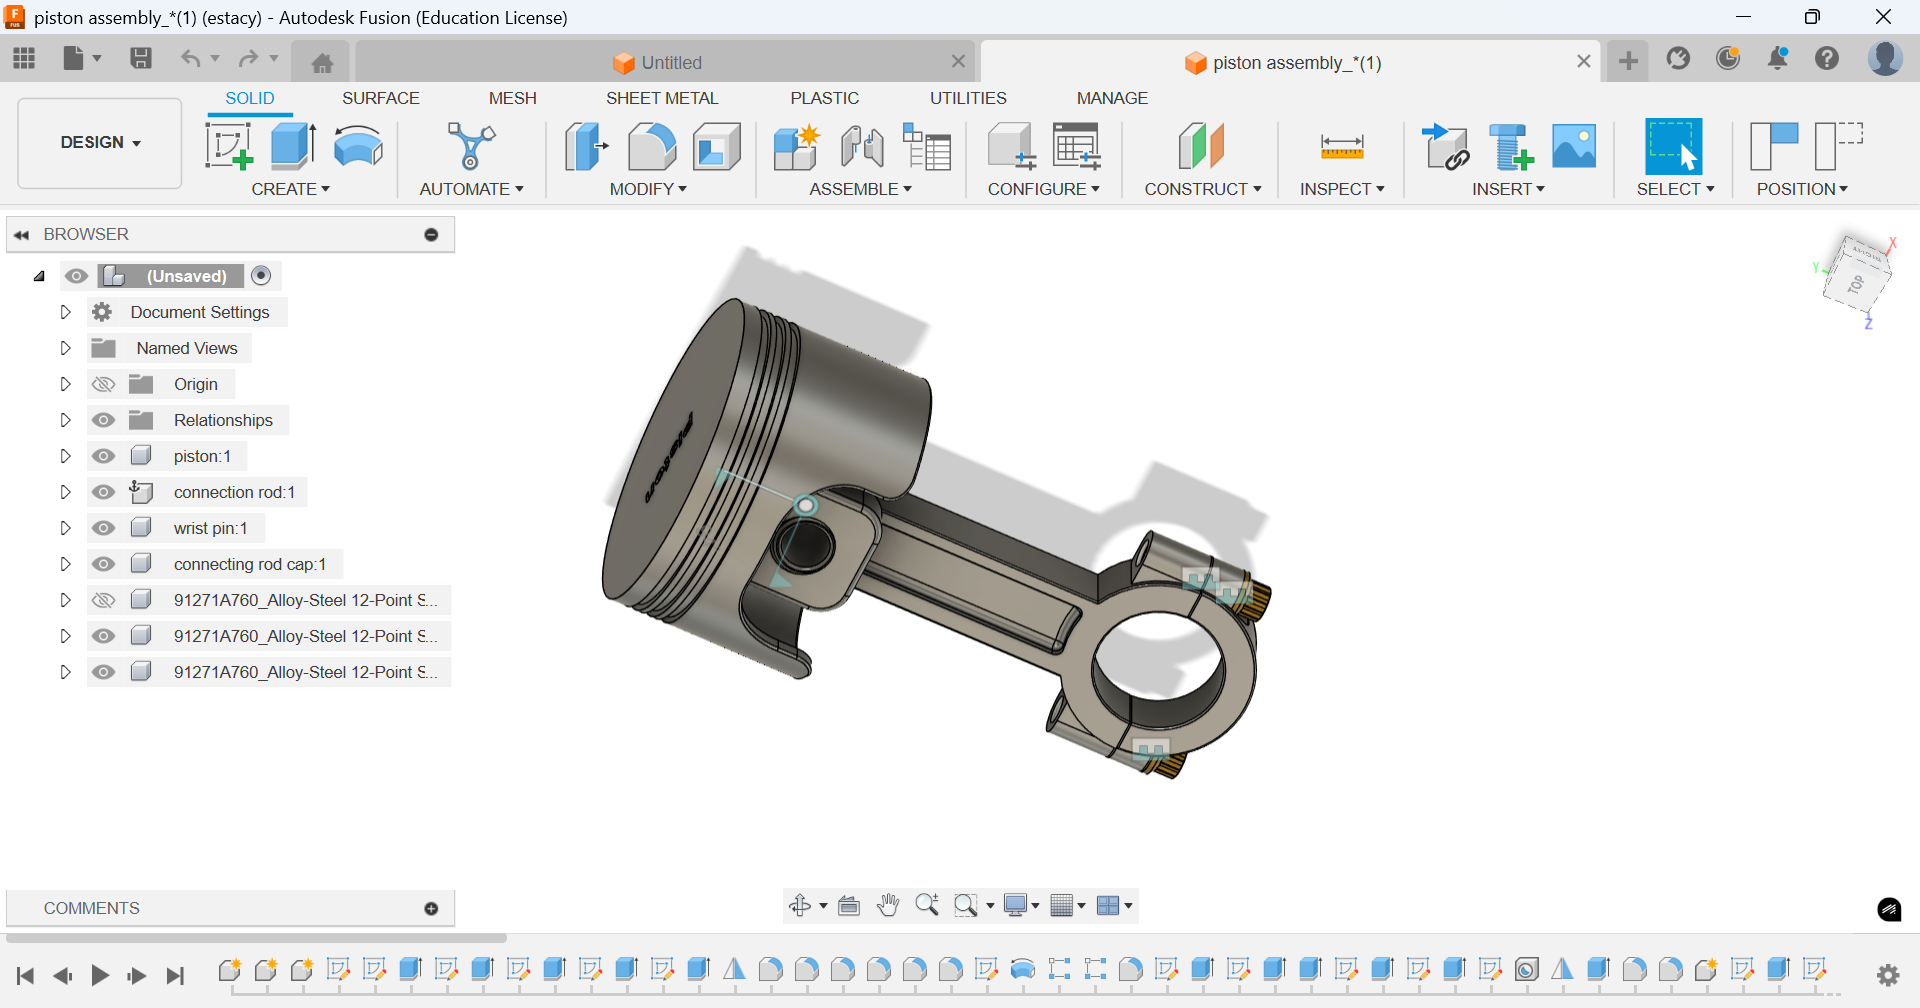 piston assembly_*(1) (estacy) - Autodesk Fusion (Education License)
Untitled
piston assembly_*(1)
SOLID SURFACE MESH SHEET METAL PLASTIC UTILITIES MANAGE
DESIGN
CREATE AUTOMATE MODIFY ASSEMBLE CONFIGURE CONSTRUCT INSPECT INSERT SELECT POSITION
BROWSER
(Unsaved)
Document Settings
Named Views
Origin
Relationships
piston:1
connection rod:1
wrist pin:1
connecting rod cap:1
91271A760_Alloy-Steel 12-Point S...
91271A760_Alloy-Steel 12-Point S...
91271A760_Alloy-Steel 12-Point S...
piston
X
RIGHT
Y
TOP
Z
COMMENTS